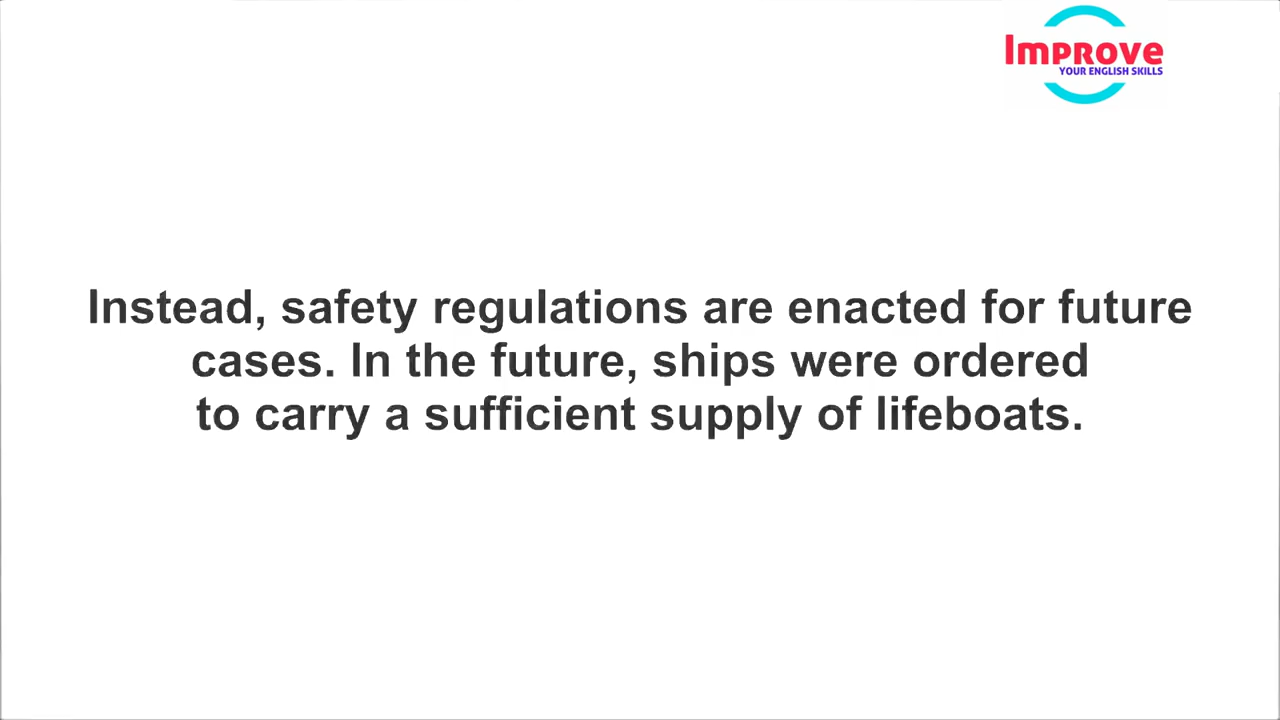 Improve
YOUR ENGLISH SKILLS
Instead, safety regulations are enacted for future
cases. In the future, ships were ordered
to carry a sufficient supply of lifeboats.